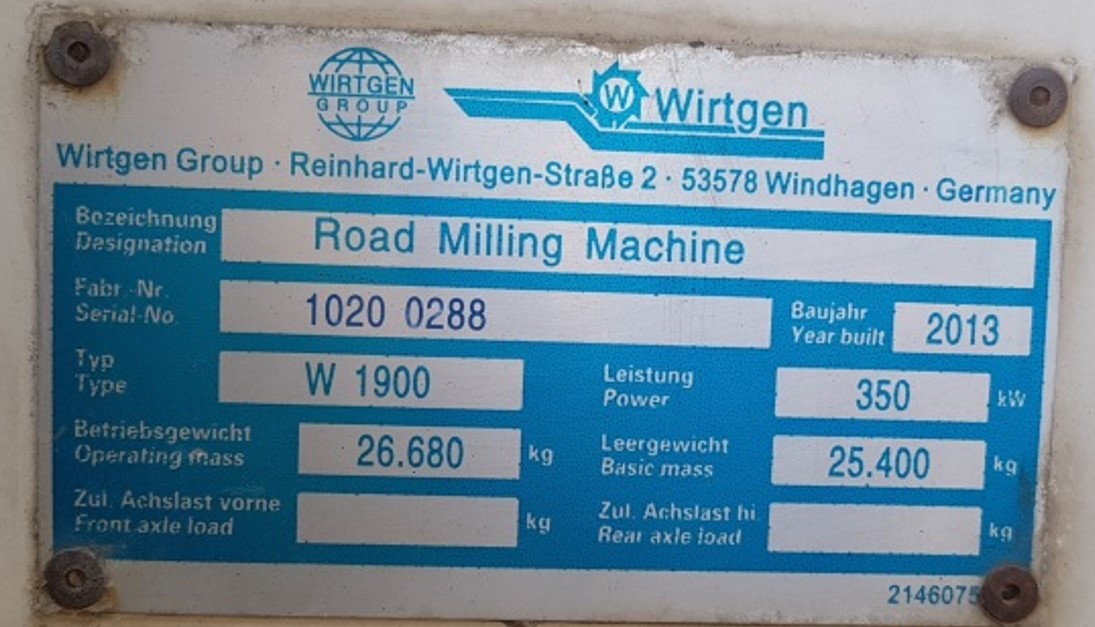 WIRTGEN
GROUP
W Wirtgen
Wirtgen Group · Reinhard-Wirtgen-Straße 2 · 53578 Windhagen · Germany
Bezeichnung
Designation
Road Milling Machine
Fabr.-Nr.
Serial-No.
1020 0288
Baujahr
Year built
2013
Typ
Type
W 1900
Leistung
Power
350 kW
Betriebsgewicht
Operating mass
26.680 kg
Leergewicht
Basic mass
25.400 kg
Zul. Achslast vorne
Front axle load
kg
Zul. Achslast hi.
Rear axle load
kg